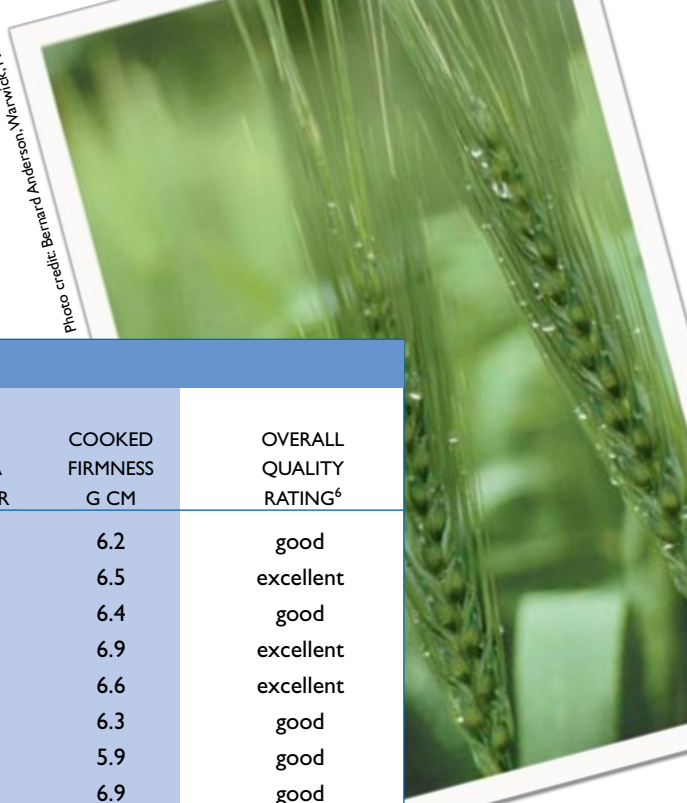 Photo credit: Bernard Anderson, Warwick,
COOKED
FIRMNESS
G CM
OVERALL
QUALITY
RATING⁶
R
6.2 good
6.5 excellent
6.4 good
6.9 excellent
6.6 excellent
6.3 good
5.9 good
6.9 good